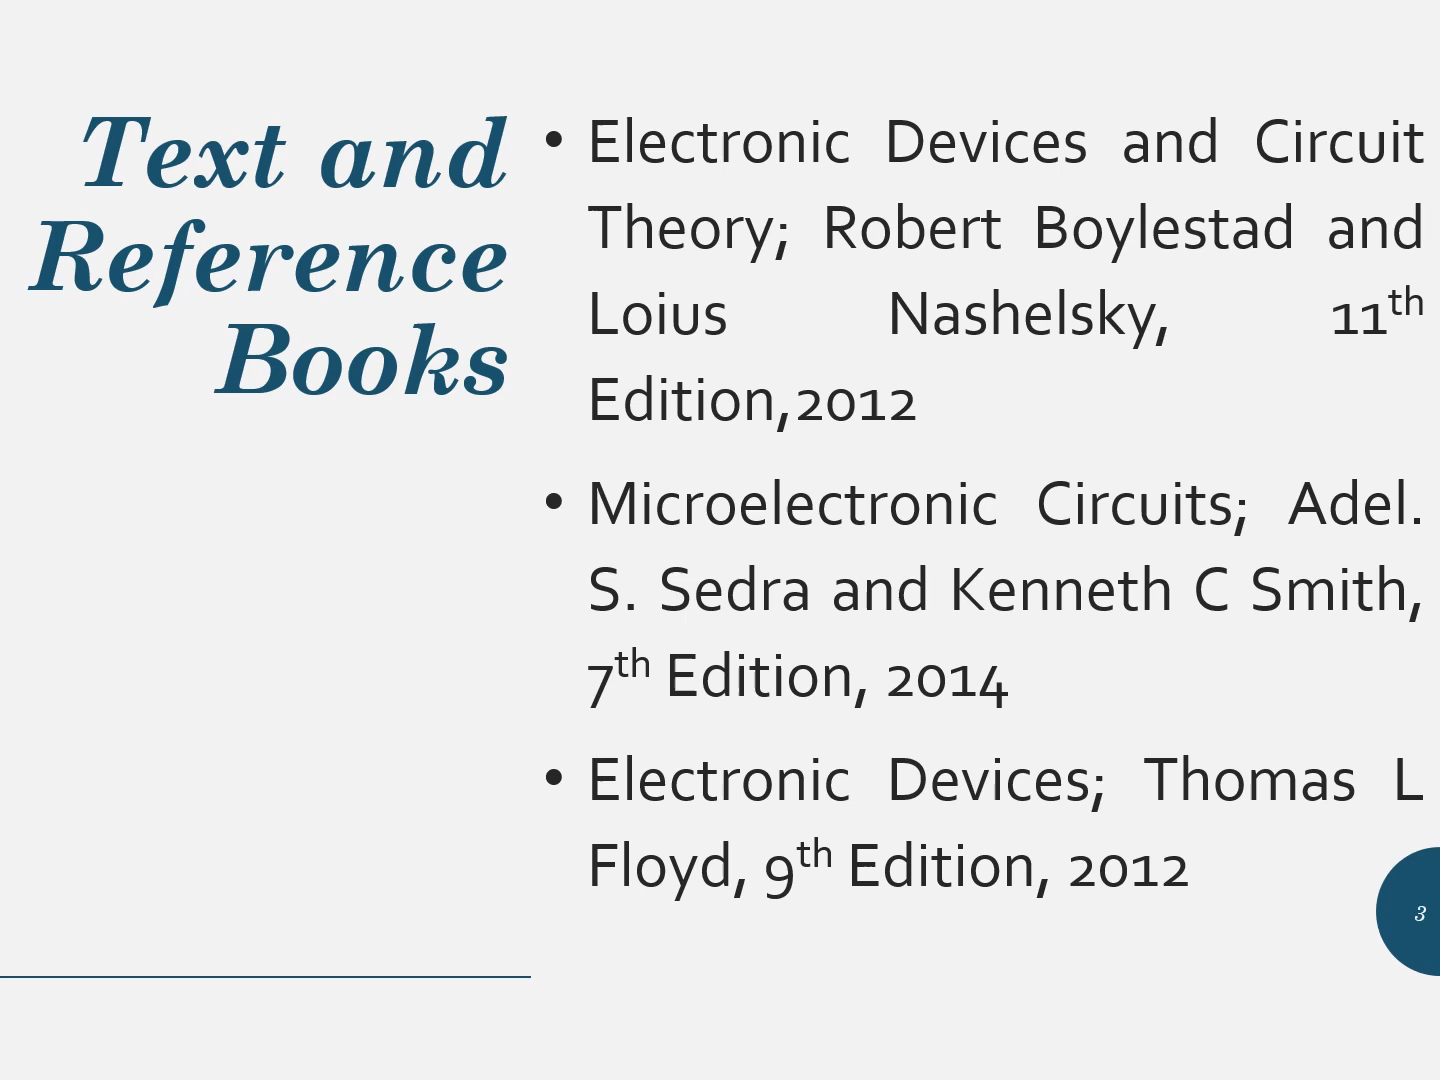 Text and
Reference
Books
• Electronic Devices and Circuit
Theory; Robert Boylestad and
Loius Nashelsky, 11th
Edition,2012
• Microelectronic Circuits; Adel.
S. Sedra and Kenneth C Smith,
7th Edition, 2014
• Electronic Devices; Thomas L
Floyd, 9th Edition, 2012
3